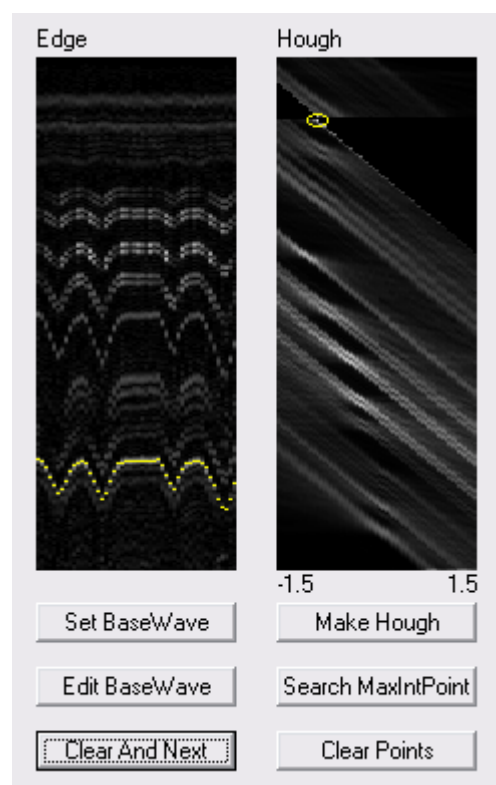 Edge
Hough
-1.5
1.5
Set BaseWave
Make Hough
Edit BaseWave
Search MaxIntPoint
Clear And Next
Clear Points